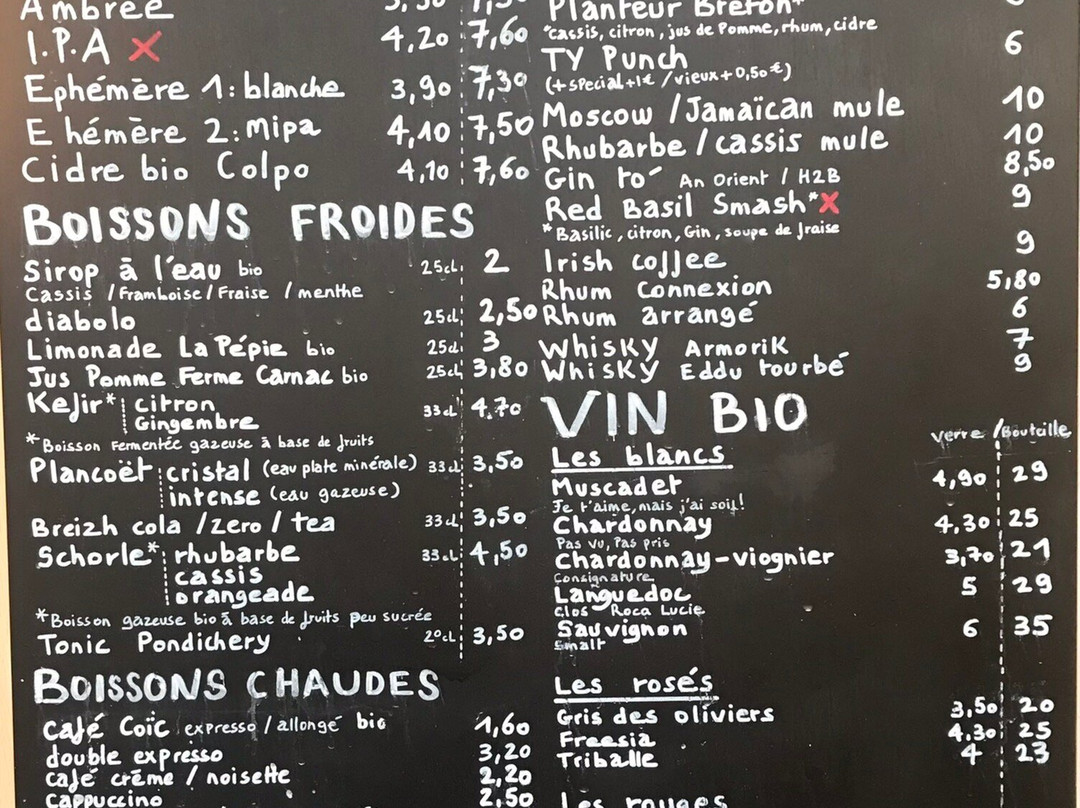 Ambrée
I.P.A X 4,20 7,60
Ephémère 1: blanche 3,90 7,30
E hémère 2: Mipa 4,10 7,50
Cidre bio Colpo 4,10 7,60
BOISSONS FROIDES
Sirop à l'eau bio 25cl 2
Cassis / Framboise / Fraise / menthe
diabolo 25cl 2,50
Limonade La Pépie bio 25cl 3
Jus Pomme Ferme Carnac bio 25cl 3,80
Kefir* citron 33cl 4,70
Gingembre
*Boisson Fermentée gazeuse à base de fruits
Plancoët cristal (eau plate minérale) 33cl 3,50
intense (eau gazeuse)
Breizh cola / zero / tea 33cl 3,50
Schorle* rhubarbe 33cl 4,50
cassis
orangeade
*Boisson gazeuse bio à base de fruits peu sucrée
Tonic Pondichery 20cl 3,50
BOISSONS CHAUDES
café Coïc expresso / allongé bio 1,60
double expresso 3,20
café crème / noisette 2,20
cappuccino 2,50
Planteur Breton*
*cassis, citron, jus de Pomme, rhum, cidre
TY Punch 6
(+special+1€ / vieux+0,50€)
Moscow / Jamaïcan mule 10
Rhubarbe / cassis mule 10
Gin to An Orient / H2B 8,50
Red Basil Smash* X 9
*Basilic, citron, Gin, soupe de fraise
Irish coffee 9
Rhum Connexion 5,80
Rhum arrangé 6
Whisky Armorik 7
Whisky Eddu tourbé 9
VIN BIO
verre / Bouteille
Les blancs
Muscadet 4,90 29
Je t'aime, mais j'ai soif!
Chardonnay 4,30 25
Pas vu, Pas pris
Chardonnay-viognier 3,70 21
Consignature
Languedoc 5 29
Clos Roca Lucie
Sauvignon 6 35
Smalt
Les rosés
Gris des oliviers 3,50 20
Freesia 4,30 25
Triballe 4 23
Les rouges